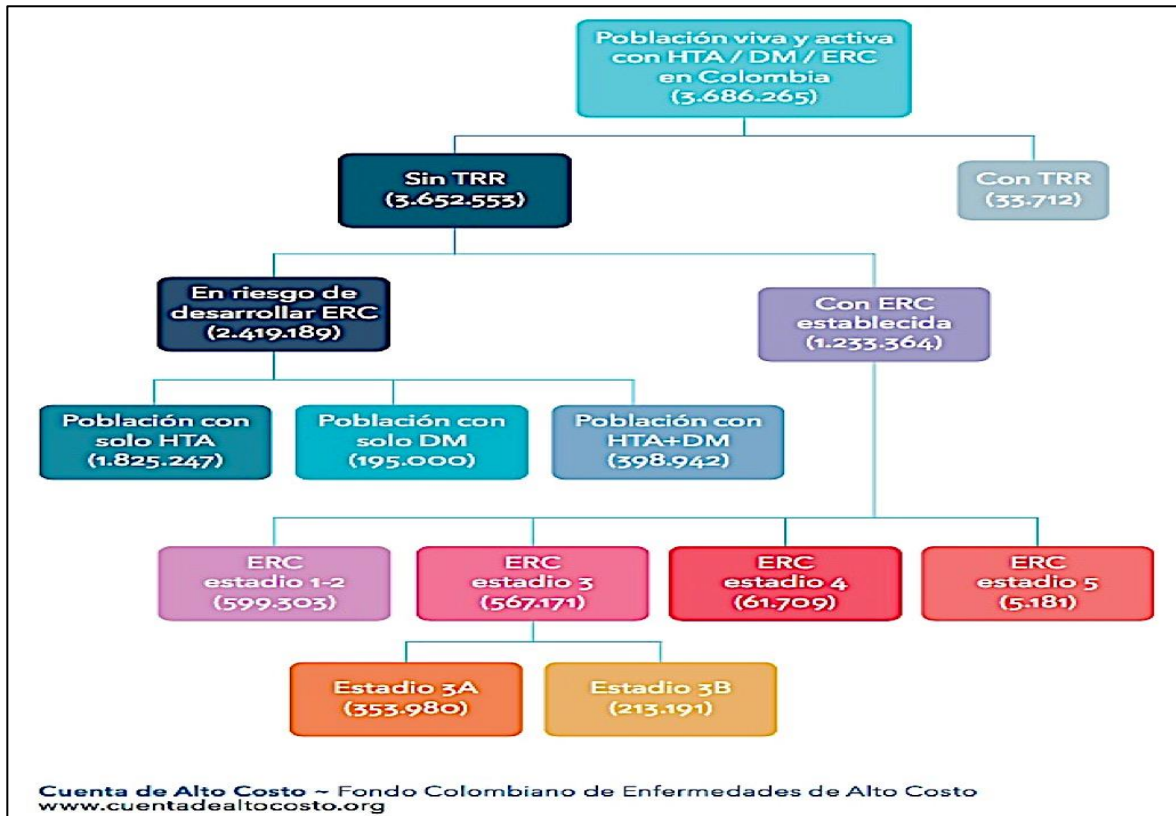 Población viva y activa
con HTA / DM / ERC
en Colombia
(3.686.265)
Sin TRR
(3.652.553)
Con TRR
(33.712)
En riesgo de
desarrollar ERC
(2.419.189)
Con ERC
establecida
(1.233.364)
Población con
solo HTA
(1.825.247)
Población con
solo DM
(195.000)
Población con
HTA+DM
(398.942)
ERC
estadio 1-2
(599.303)
ERC
estadio 3
(567.171)
ERC
estadio 4
(61.709)
ERC
estadio 5
(5.181)
Estadio 3A
(353.980)
Estadio 3B
(213.191)
Cuenta de Alto Costo ~ Fondo Colombiano de Enfermedades de Alto Costo
www.cuentadealtocosto.org